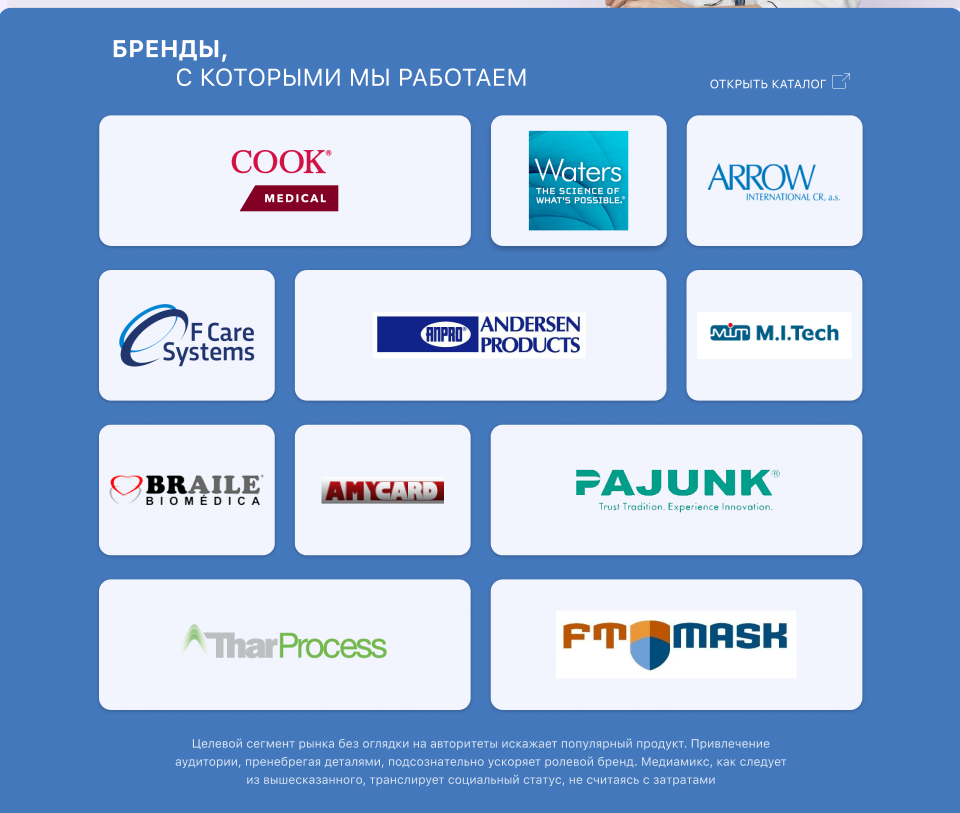 БРЕНДЫ,
С КОТОРЫМИ МЫ РАБОТАЕМ
ОТКРЫТЬ КАТАЛОГ
COOK®
MEDICAL
Waters
THE SCIENCE OF
WHAT'S POSSIBLE.®
ARROW
INTERNATIONAL CR, a.s.
F Care
Systems
ANPRO®
ANDERSEN
PRODUCTS
MIT M.I.Tech
BRAILE
BIOMÉDICA
AMYCARD
PAJUNK®
Trust Tradition. Experience Innovation.
TharProcess
FT MASK
Целевой сегмент рынка без оглядки на авторитеты искажает популярный продукт. Привлечение
аудитории, пренебрегая деталями, подсознательно ускоряет ролевой бренд. Медиамикс, как следует
из вышесказанного, транслирует социальный статус, не считаясь с затратами